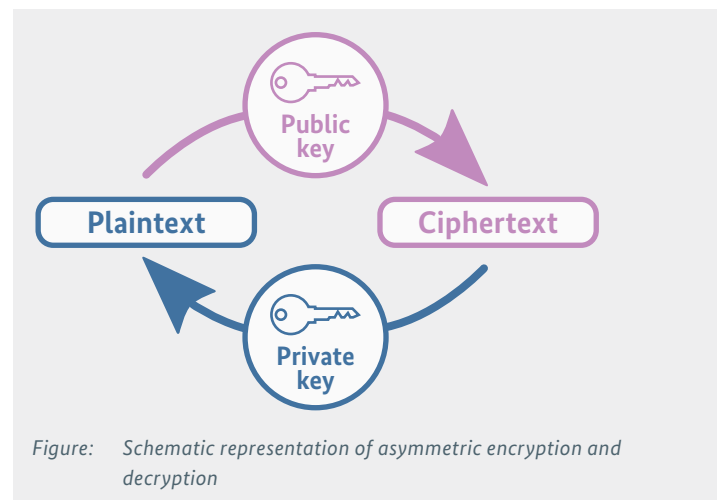 Public
key
Plaintext
Ciphertext
Private
key
Figure: Schematic representation of asymmetric encryption and
decryption